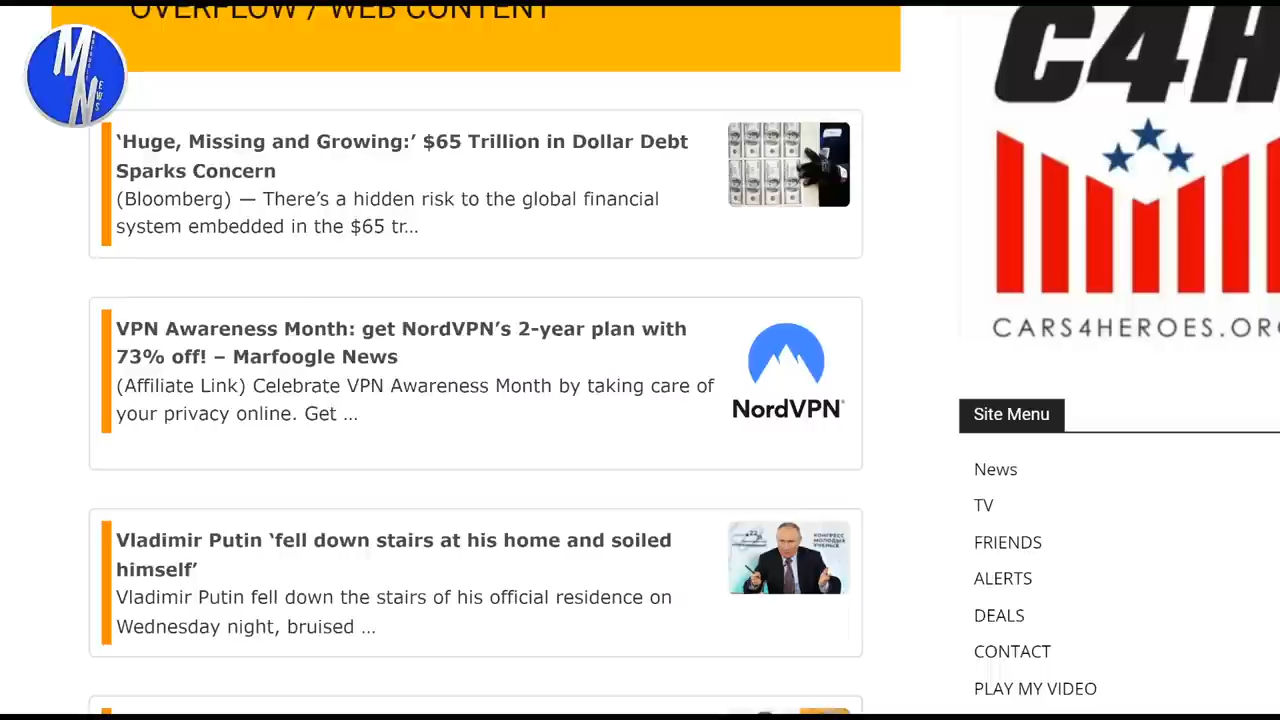 OVERFLOW / WEB CONTENT
‘Huge, Missing and Growing:’ $65 Trillion in Dollar Debt
Sparks Concern
(Bloomberg) — There’s a hidden risk to the global financial
system embedded in the $65 tr…
VPN Awareness Month: get NordVPN’s 2-year plan with
73% off! – Marfoogle News
(Affiliate Link) Celebrate VPN Awareness Month by taking care of
your privacy online. Get …
NordVPN®
Vladimir Putin ‘fell down stairs at his home and soiled
himself’
Vladimir Putin fell down the stairs of his official residence on
Wednesday night, bruised …
КОНГРЕСС
МОЛОДЫХ
УЧЕНЫХ
C4H
CARS4HEROES.OR
Site Menu
News
TV
FRIENDS
ALERTS
DEALS
CONTACT
PLAY MY VIDEO